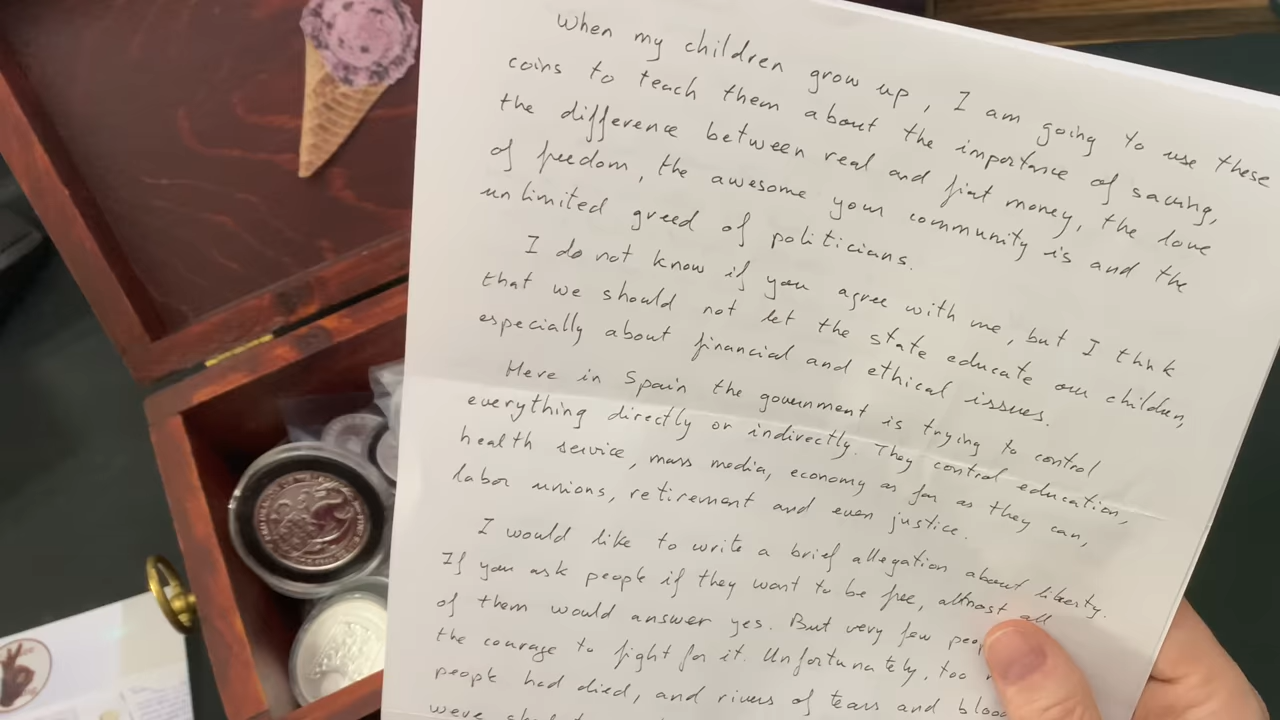 When my children grow up, I am going to use these
coins to teach them about the importance of saving,
the difference between real and fiat money, the love
of freedom, the awesome your community is and the
unlimited greed of politicians.
I do not know if you agree with me, but I think
that we should not let the state educate our children,
especially about financial and ethical issues.
Here in Spain the government is trying to control
everything directly or indirectly. They control education,
health service, mass media, economy as far as they can,
labor unions, retirement and even justice.
I would like to write a brief allegation about liberty.
If you ask people if they want to be free, almost all
of them would answer yes. But very few
the courage to fight for it. Unfortunately, too
people had died, and rivers of tears and blood
were